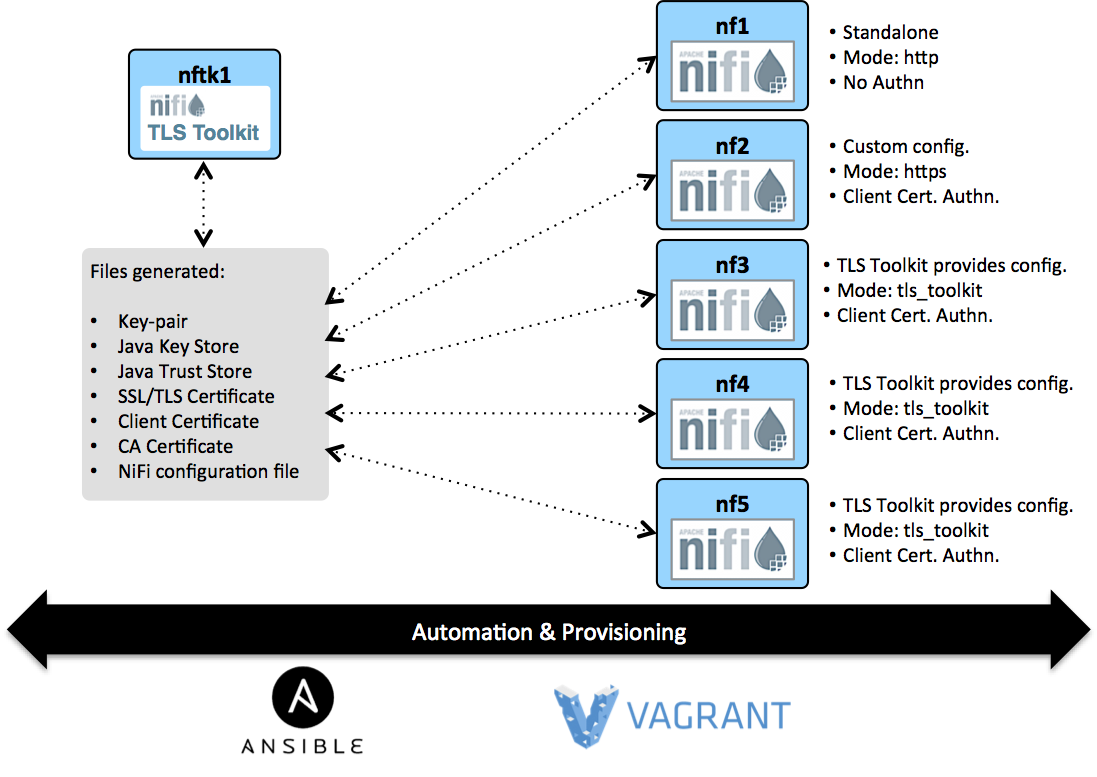 nftk1
nifi
TLS Toolkit
Files generated:
• Key-pair
• Java Key Store
• Java Trust Store
• SSL/TLS Certificate
• Client Certificate
• CA Certificate
• NiFi configuration file
nf1
APACHE
nifi
• Standalone
• Mode: http
• No Authn
nf2
APACHE
nifi
• Custom config.
• Mode: https
• Client Cert. Authn.
nf3
APACHE
nifi
• TLS Toolkit provides config.
• Mode: tls_toolkit
• Client Cert. Authn.
nf4
APACHE
nifi
• TLS Toolkit provides config.
• Mode: tls_toolkit
• Client Cert. Authn.
nf5
APACHE
nifi
• TLS Toolkit provides config.
• Mode: tls_toolkit
• Client Cert. Authn.
Automation & Provisioning
ANSIBLE
VAGRANT